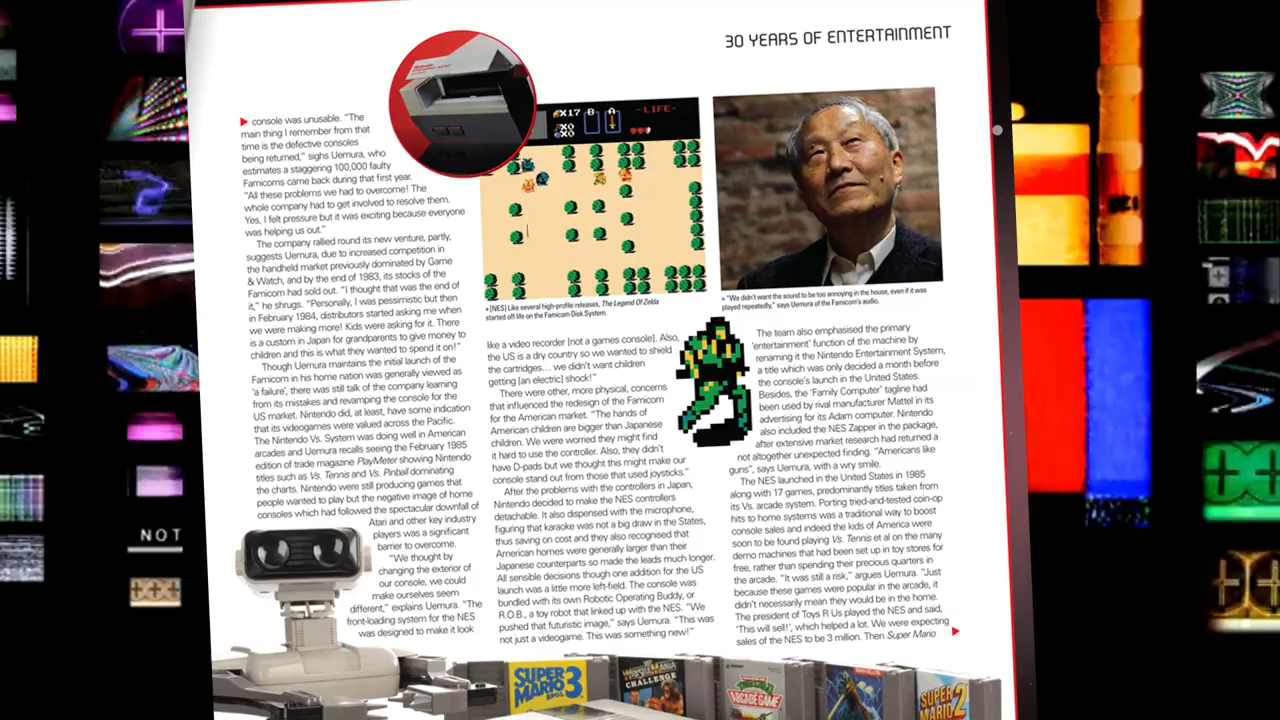 30 YEARS OF ENTERTAINMENT
console was unusable. "The
main thing I remember from that
time is the defective consoles
being returned," sighs Uemura, who
estimates a staggering 100,000 faulty
Famicoms came back during that first year.
"All these problems we had to overcome! The
whole company had to get involved to resolve them.
Yes, I felt pressure but it was exciting because everyone
was helping us out."
The company rallied round its new venture, partly,
suggests Uemura, due to increased competition in
the handheld market previously dominated by Game
& Watch, and by the end of 1983, its stocks of the
Famicom had sold out. "I thought that was the end of
it," he shrugs. "Personally, I was pessimistic but then
in February 1984, distributors started asking me when
we were making more! Kids were asking for it. There
is a custom in Japan for grandparents to give money to
children and this is what they wanted to spend it on!"
Though Uemura maintains the initial launch of the
Famicom in his home nation was generally viewed as
'a failure', there was still talk of the company learning
from its mistakes and revamping the console for the
US market. Nintendo did, at least, have some indication
that its videogames were valued across the Pacific.
The Nintendo Vs. System was doing well in American
arcades and Uemura recalls seeing the February 1985
edition of trade magazine PlayMeter showing Nintendo
titles such as Vs. Tennis and Vs. Pinball dominating
the charts. Nintendo were still producing games that
people wanted to play but the negative image of home
consoles which had followed the spectacular downfall of
Atari and other key industry
players was a significant
barrier to overcome.
"We thought by
changing the exterior of
our console, we could
make ourselves seem
different," explains Uemura. "The
front-loading system for the NES
was designed to make it look
X17 B A -LIFE-
X0
X0
» [NES] Like several high-profile releases, The Legend Of Zelda
started off life on the Famicom Disk System.
like a video recorder [not a games console]. Also,
the US is a dry country so we wanted to shield
the cartridges… we didn't want children
getting [an electric] shock!"
There were other, more physical, concerns
that influenced the redesign of the Famicom
for the American market. "The hands of
American children are bigger than Japanese
children. We were worried they might find
it hard to use the controller. Also, they didn't
have D-pads but we thought this might make our
console stand out from those that used joysticks."
After the problems with the controllers in Japan,
Nintendo decided to make the NES controllers
detachable. It also dispensed with the microphone,
figuring that karaoke was not a big draw in the States,
thus saving on cost and they also recognised that
American homes were generally larger than their
Japanese counterparts so made the leads much longer.
All sensible decisions though one addition for the US
launch was a little more left-field. The console was
bundled with its own Robotic Operating Buddy, or
R.O.B., a toy robot that linked up with the NES. "We
pushed that futuristic image," says Uemura. "This was
not just a videogame. This was something new!"
» "We didn't want the sound to be too annoying in the house, even if it was
played repeatedly," says Uemura of the Famicom's audio.
The team also emphasised the primary
'entertainment' function of the machine by
renaming it the Nintendo Entertainment System,
a title which was only decided a month before
the console's launch in the United States.
Besides, the 'Family Computer' tagline had
been used by rival manufacturer Mattel in its
advertising for its Adam computer. Nintendo
also included the NES Zapper in the package,
after extensive market research had returned a
not altogether unexpected finding. "Americans like
guns", says Uemura, with a wry smile.
The NES launched in the United States in 1985
along with 17 games, predominantly titles taken from
its Vs. arcade system. Porting tried-and-tested coin-op
hits to home systems was a traditional way to boost
console sales and indeed the kids of America were
soon to be found playing Vs. Tennis et al on the many
demo machines that had been set up in toy stores for
free, rather than spending their precious quarters in
the arcade. "It was still a risk," argues Uemura. "Just
because these games were popular in the arcade, it
didn't necessarily mean they would be in the home.
The president of Toys R Us played the NES and said,
'This will sell!', which helped a lot. We were expecting
sales of the NES to be 3 million. Then Super Mario
NOT
SUPER
MARIO BROS. 3
WRESTLEMANIA
CHALLENGE
ARCADE GAME
SUPER
MARIO 2